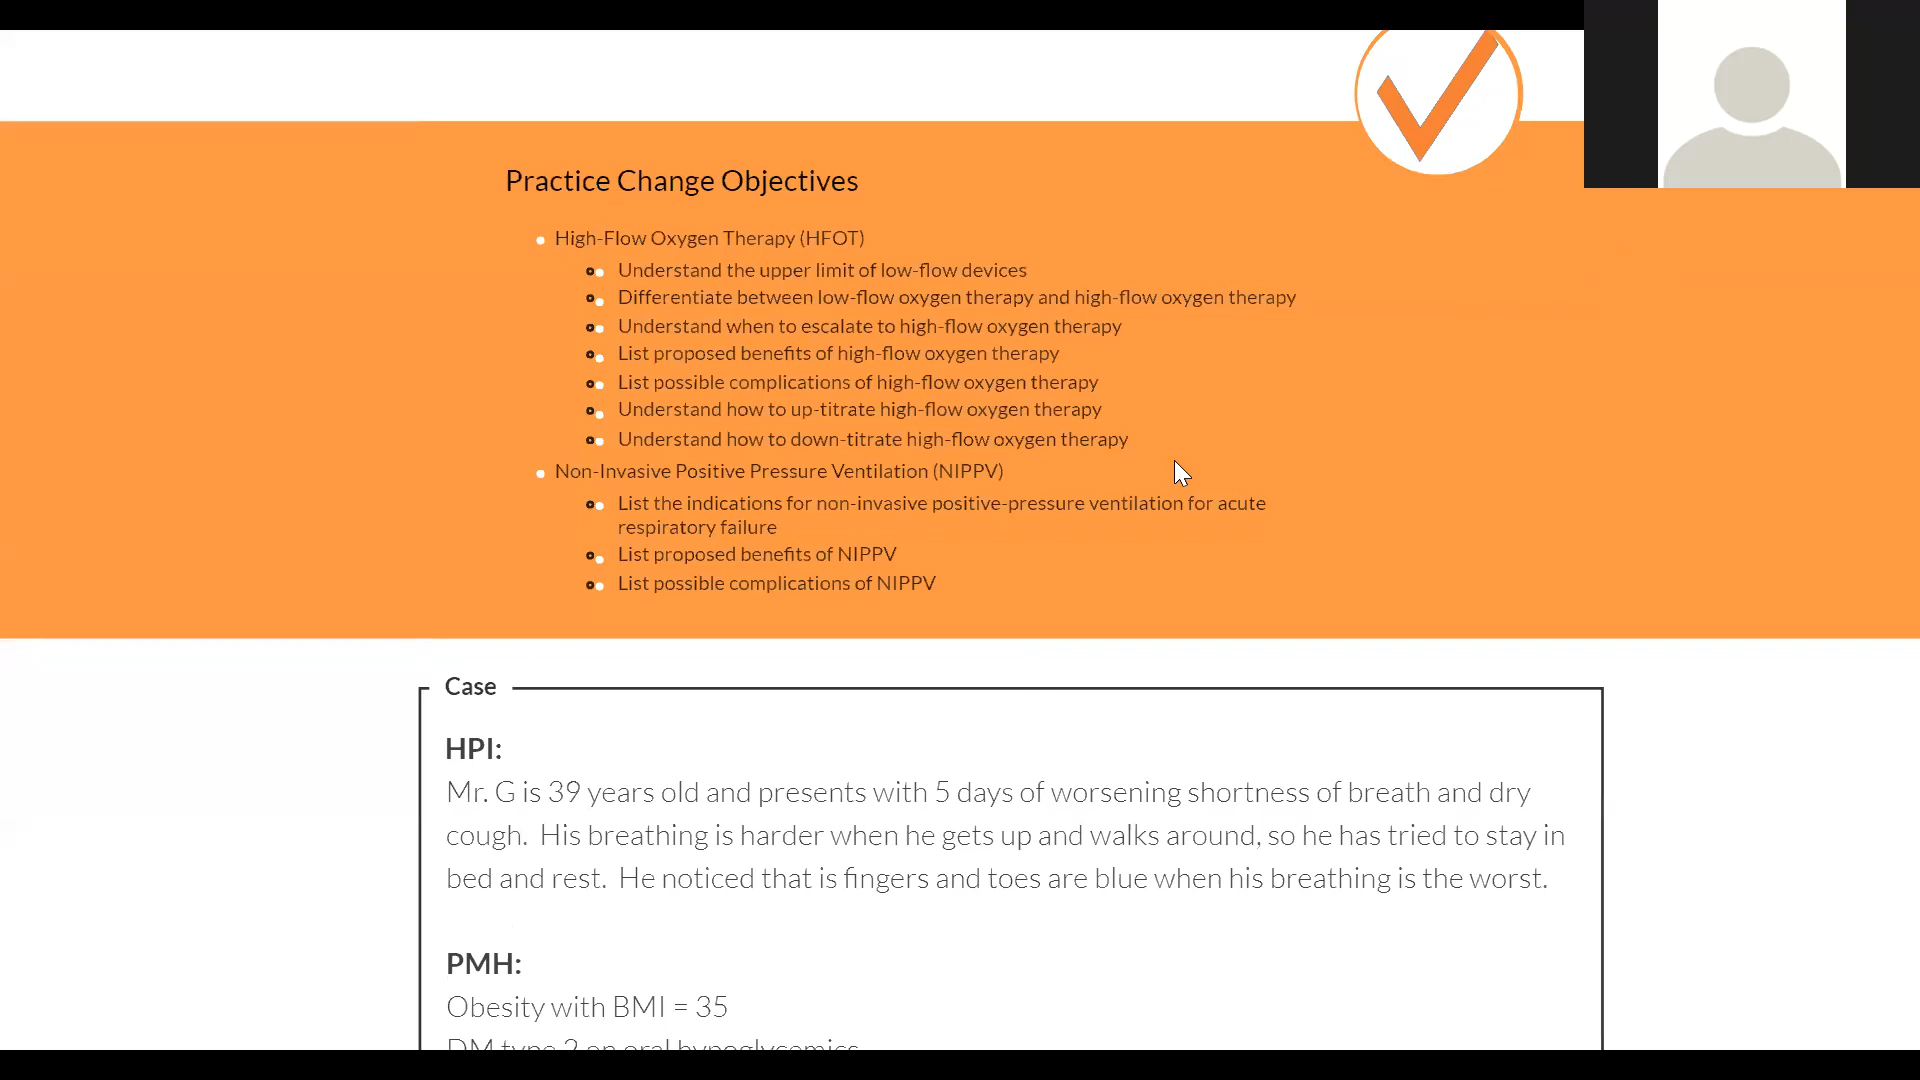 Practice Change Objectives
High-Flow Oxygen Therapy (HFOT)
Understand the upper limit of low-flow devices
Differentiate between low-flow oxygen therapy and high-flow oxygen therapy
Understand when to escalate to high-flow oxygen therapy
List proposed benefits of high-flow oxygen therapy
List possible complications of high-flow oxygen therapy
Understand how to up-titrate high-flow oxygen therapy
Understand how to down-titrate high-flow oxygen therapy
Non-Invasive Positive Pressure Ventilation (NIPPV)
List the indications for non-invasive positive-pressure ventilation for acute
respiratory failure
List proposed benefits of NIPPV
List possible complications of NIPPV
Case
HPI:
Mr. G is 39 years old and presents with 5 days of worsening shortness of breath and dry
cough. His breathing is harder when he gets up and walks around, so he has tried to stay in
bed and rest. He noticed that is fingers and toes are blue when his breathing is the worst.
PMH:
Obesity with BMI = 35
DM type 2 on oral hypoglycemics